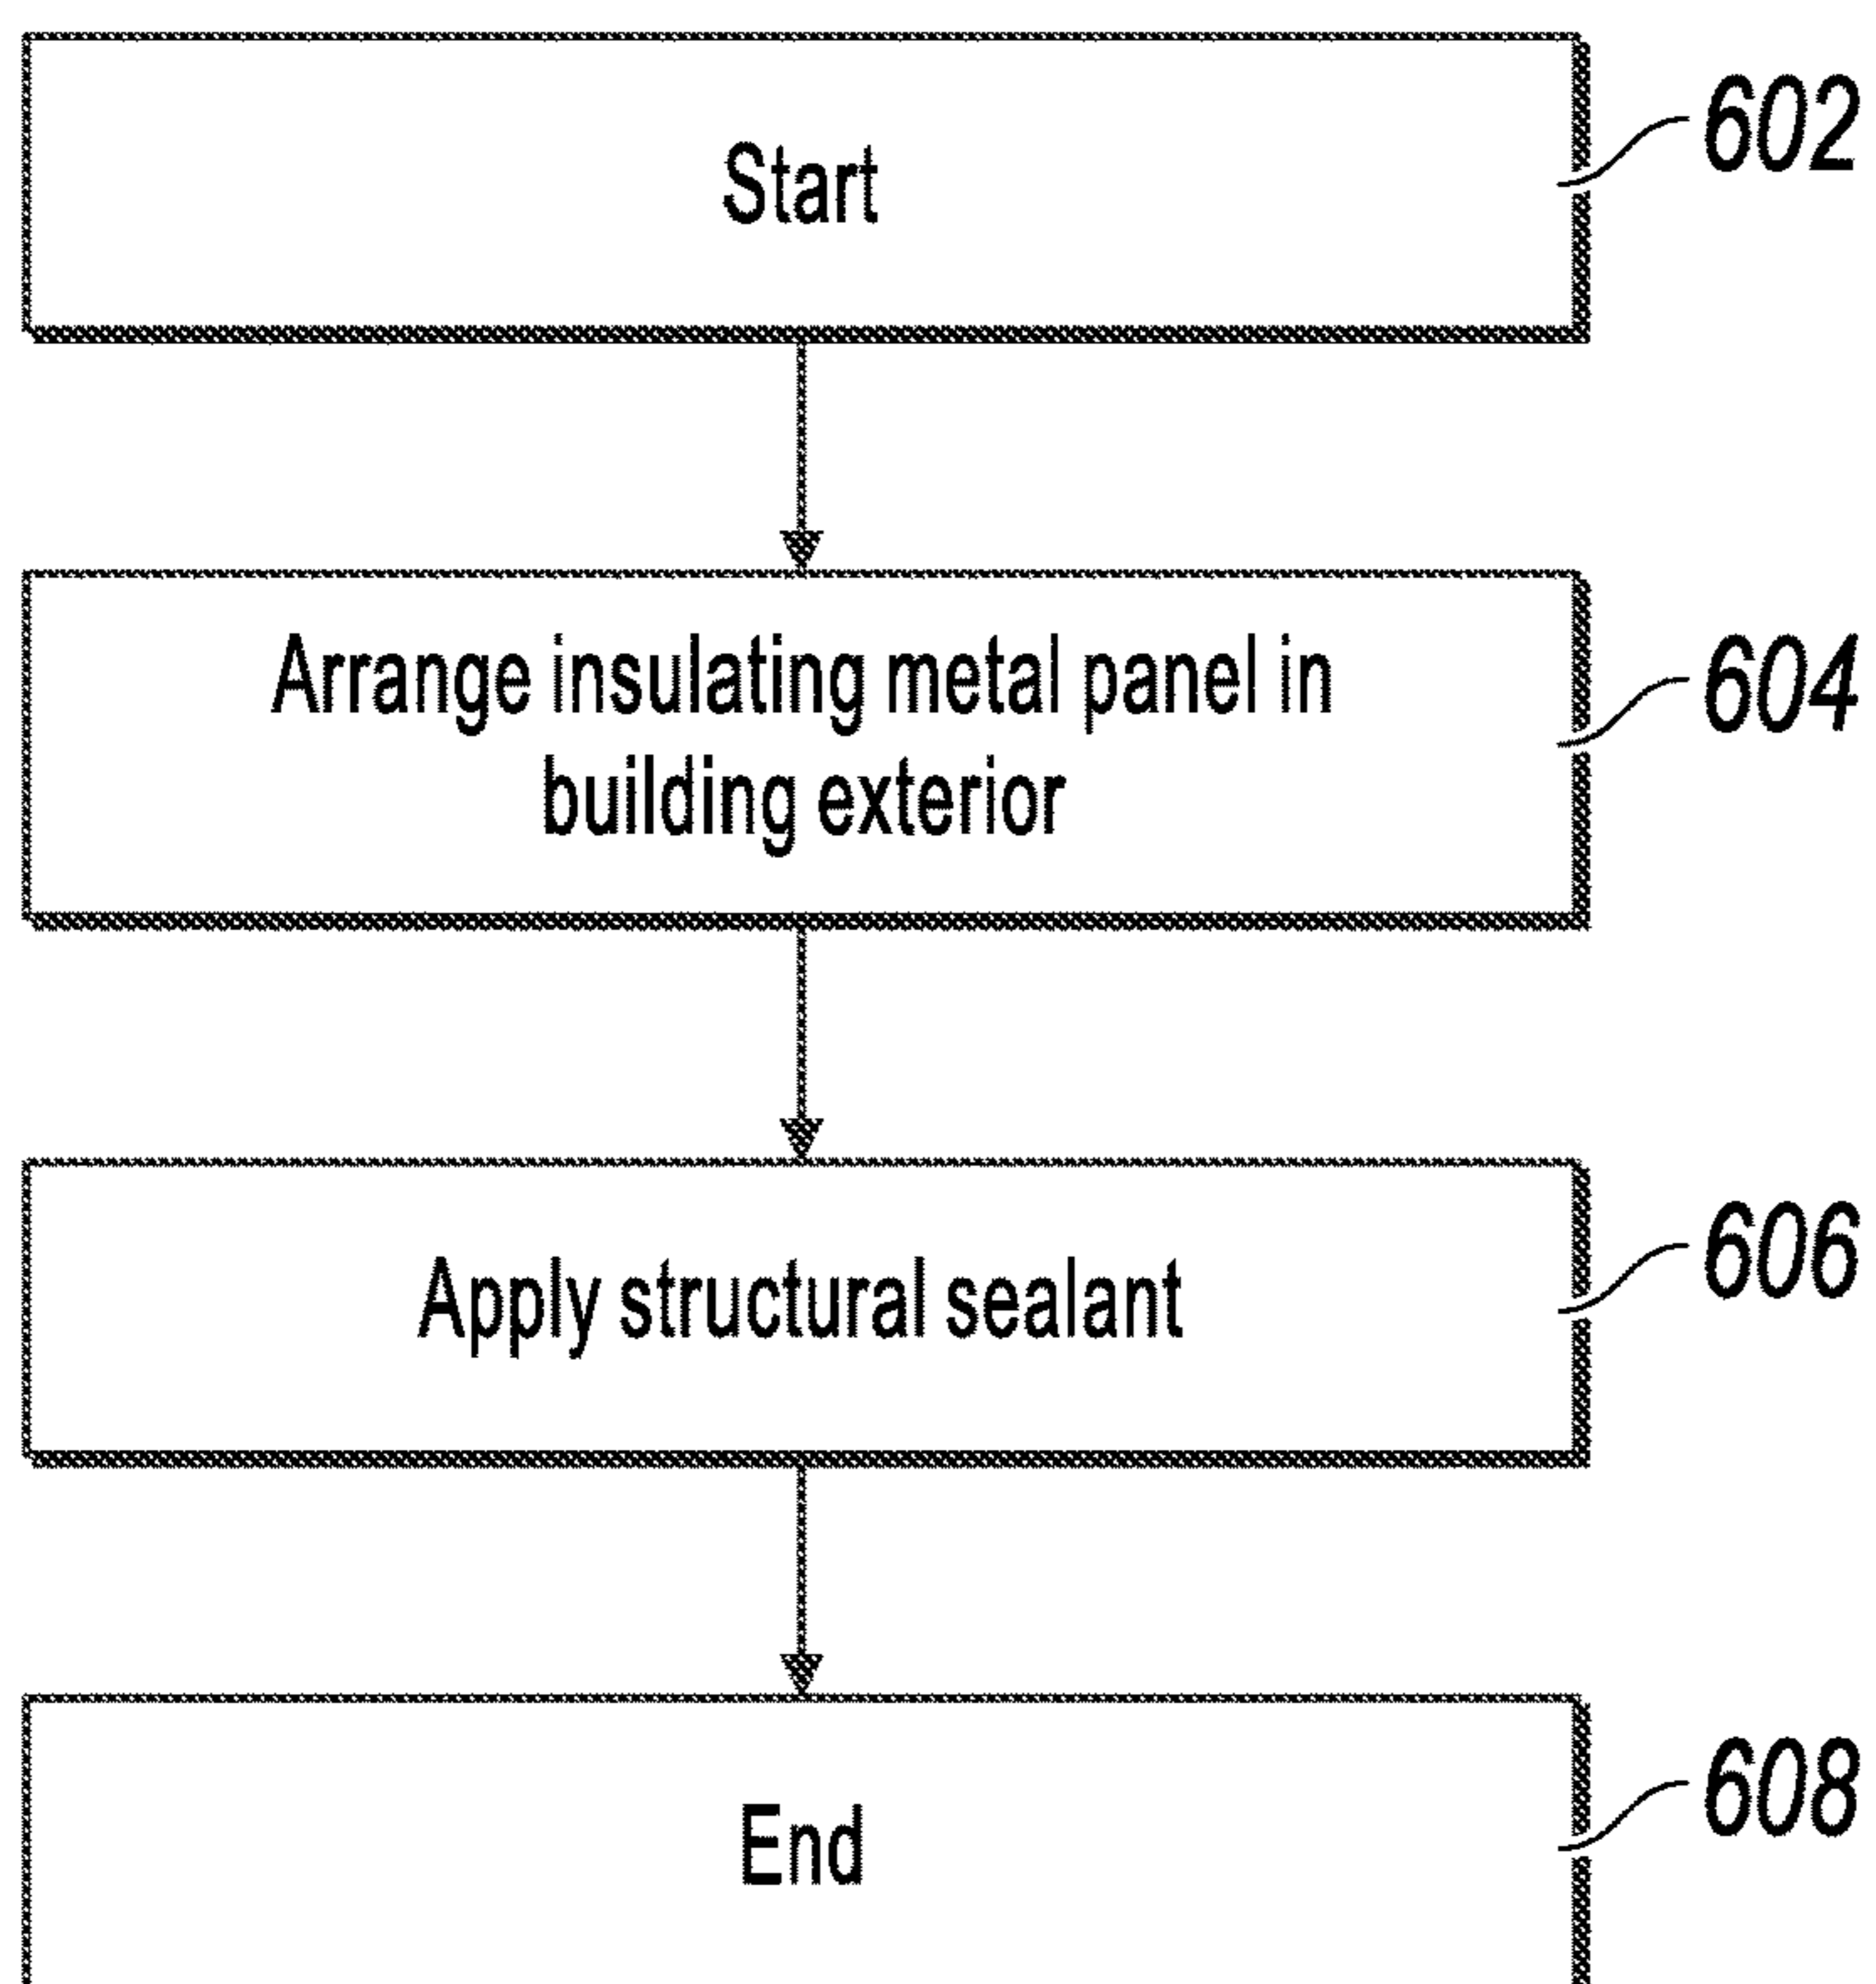 Start
602
Arrange insulating metal panel in
building exterior
604
Apply structural sealant
606
End
608